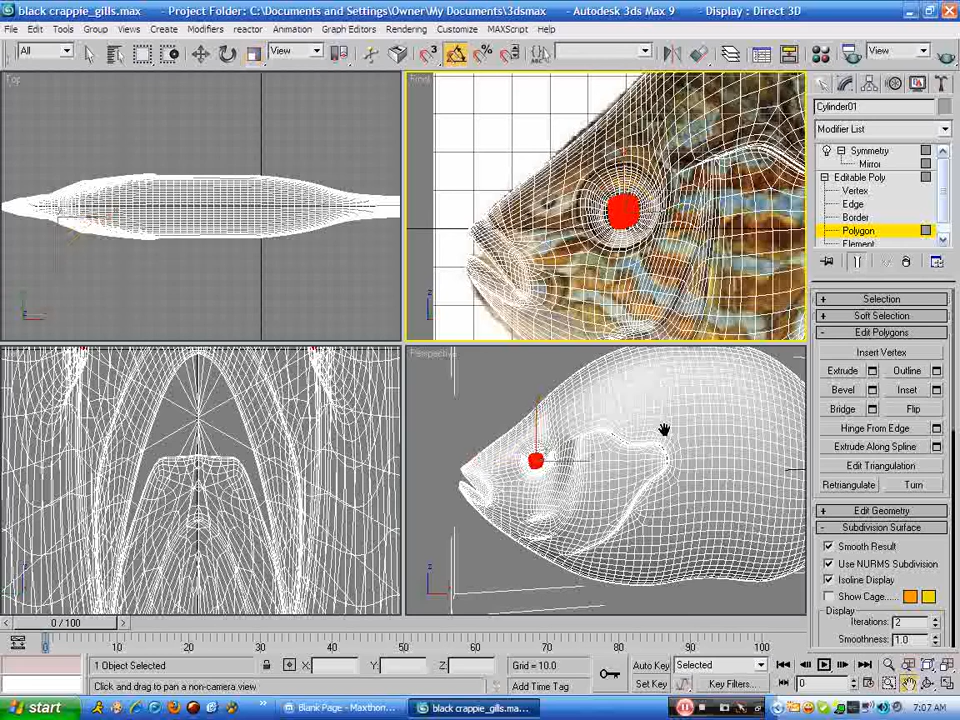 black crappie_gills.max - Project Folder: C:\Documents and Settings\Owner\My Documents\3dsmax - Autodesk 3ds Max 9 - Display : Direct 3D
File Edit Tools Group Views Create Modifiers reactor Animation Graph Editors Rendering Customize MAXScript Help
All View View
Top
Front
Cylinder01
Modifier List
Symmetry
Mirror
Editable Poly
Vertex
Edge
Border
Polygon
Element
Selection
Soft Selection
Edit Polygons
Insert Vertex
Extrude Outline
Bevel Inset
Bridge Flip
Hinge From Edge
Extrude Along Spline
Edit Triangulation
Retriangulate Turn
Edit Geometry
Subdivision Surface
Smooth Result
Use NURMS Subdivision
Isoline Display
Show Cage......
Display
Iterations: 2
Smoothness: 1.0
Perspective
0 / 100
0 10 20 30 40 50 60 70 80 90 100
1 Object Selected X: Y: Z: Grid = 10.0 Auto Key Selected
Click and drag to pan a non-camera view Add Time Tag Set Key Key Filters... 0
start Blank Page - Maxthon... black crappie_gills.ma... 7:07 AM